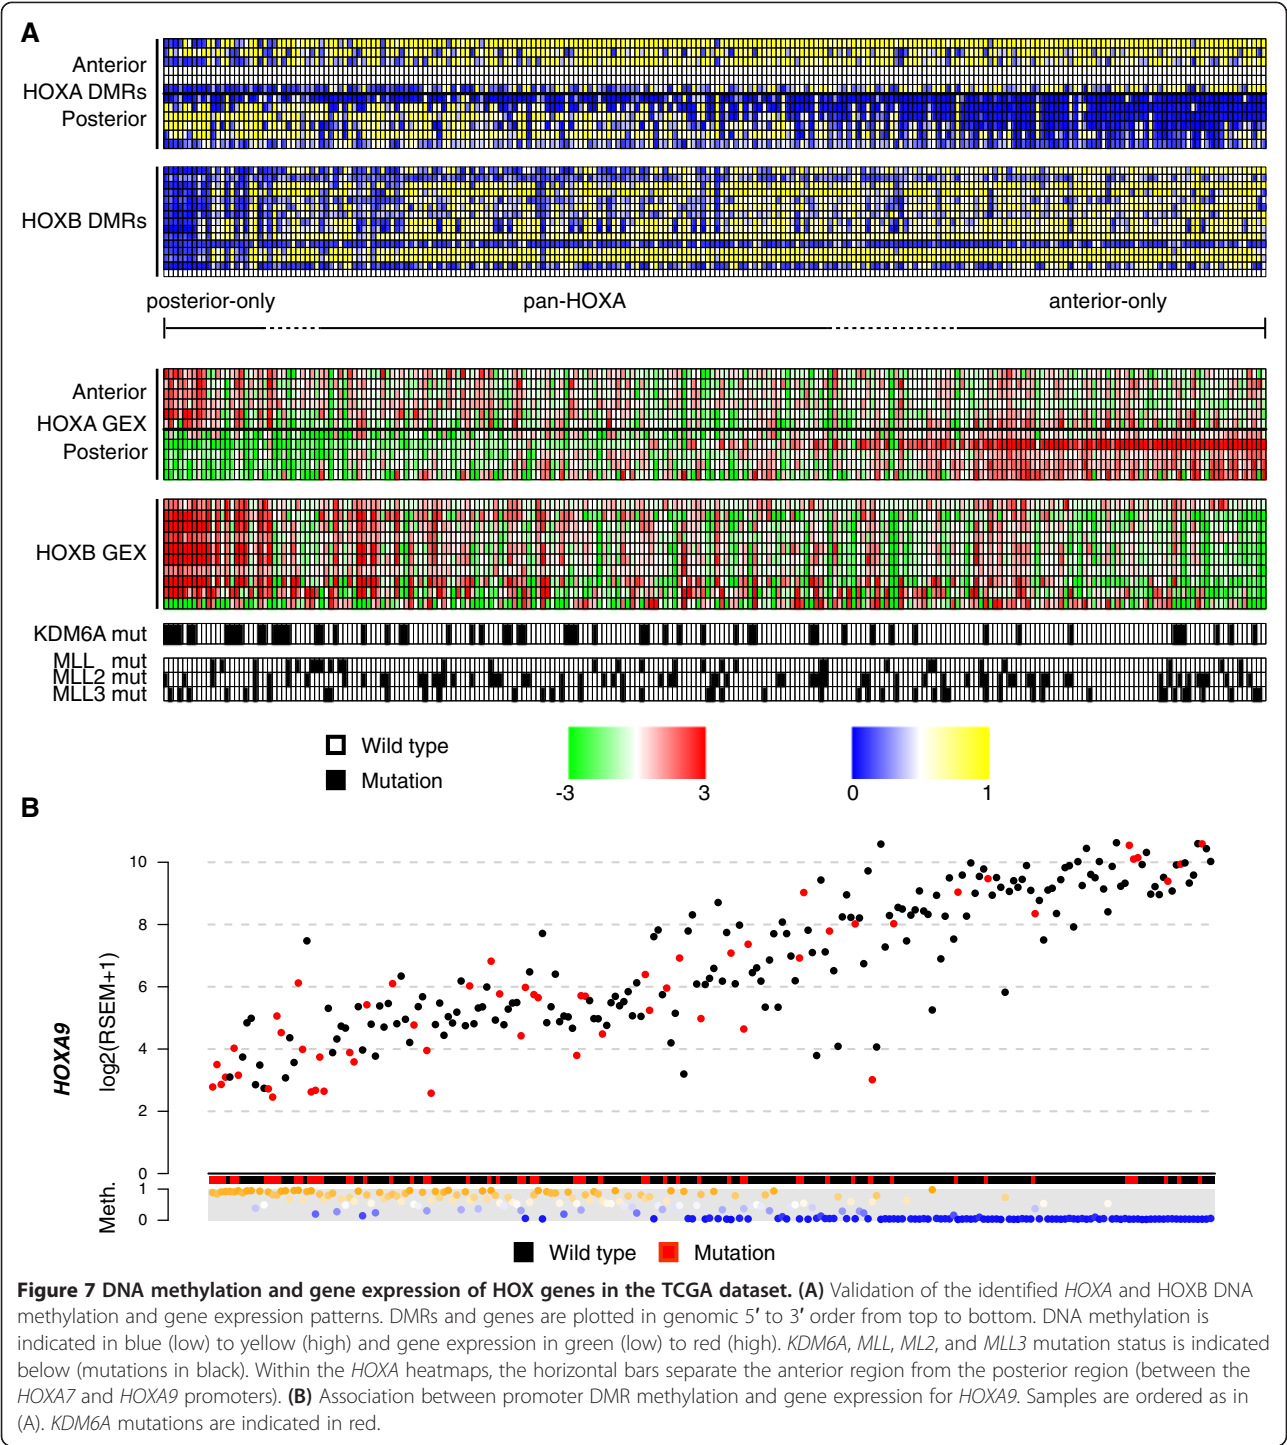 A
Anterior
HOXA DMRs
Posterior
HOXB DMRs
posterior-only pan-HOXA anterior-only
Anterior
HOXA GEX
Posterior
HOXB GEX
KDM6A mut
MLL mut
MLL2 mut
MLL3 mut
Wild type
Mutation
-3 3
0 1
B
HOXA9
log2(RSEM+1)
10
8
6
4
2
0
Meth.
1
0
Wild type Mutation
Figure 7 DNA methylation and gene expression of HOX genes in the TCGA dataset. (A) Validation of the identified HOXA and HOXB DNA
methylation and gene expression patterns. DMRs and genes are plotted in genomic 5′ to 3′ order from top to bottom. DNA methylation is
indicated in blue (low) to yellow (high) and gene expression in green (low) to red (high). KDM6A, MLL, ML2, and MLL3 mutation status is indicated
below (mutations in black). Within the HOXA heatmaps, the horizontal bars separate the anterior region from the posterior region (between the
HOXA7 and HOXA9 promoters). (B) Association between promoter DMR methylation and gene expression for HOXA9. Samples are ordered as in
(A). KDM6A mutations are indicated in red.